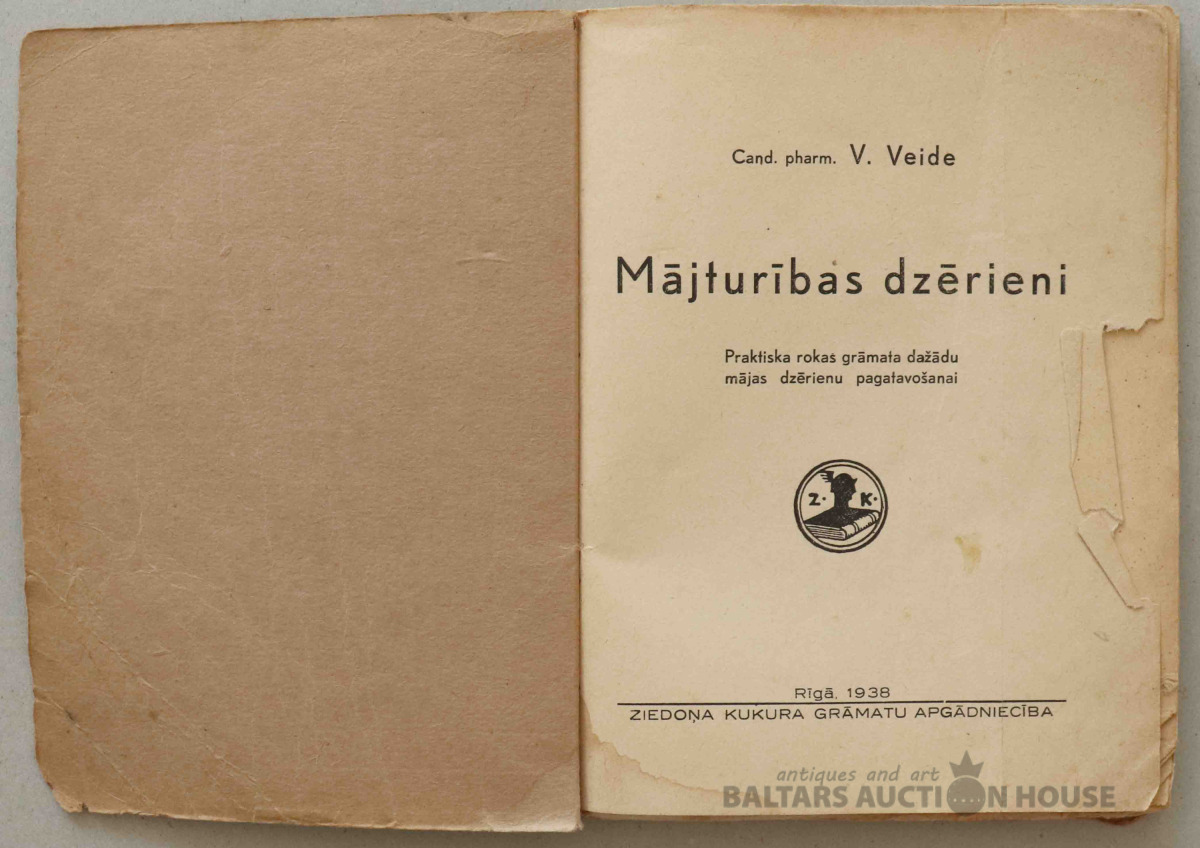 Cand. pharm. V. Veide
Mājturības dzērieni
Praktiska rokas grāmata dažādu
mājas dzērienu pagatavošanai
Z. K.
Rīgā, 1938
ZIEDOŅA KUKURA GRĀMATU APGĀDNIECĪBA
antiques and art
BALTARS AUCTION HOUSE